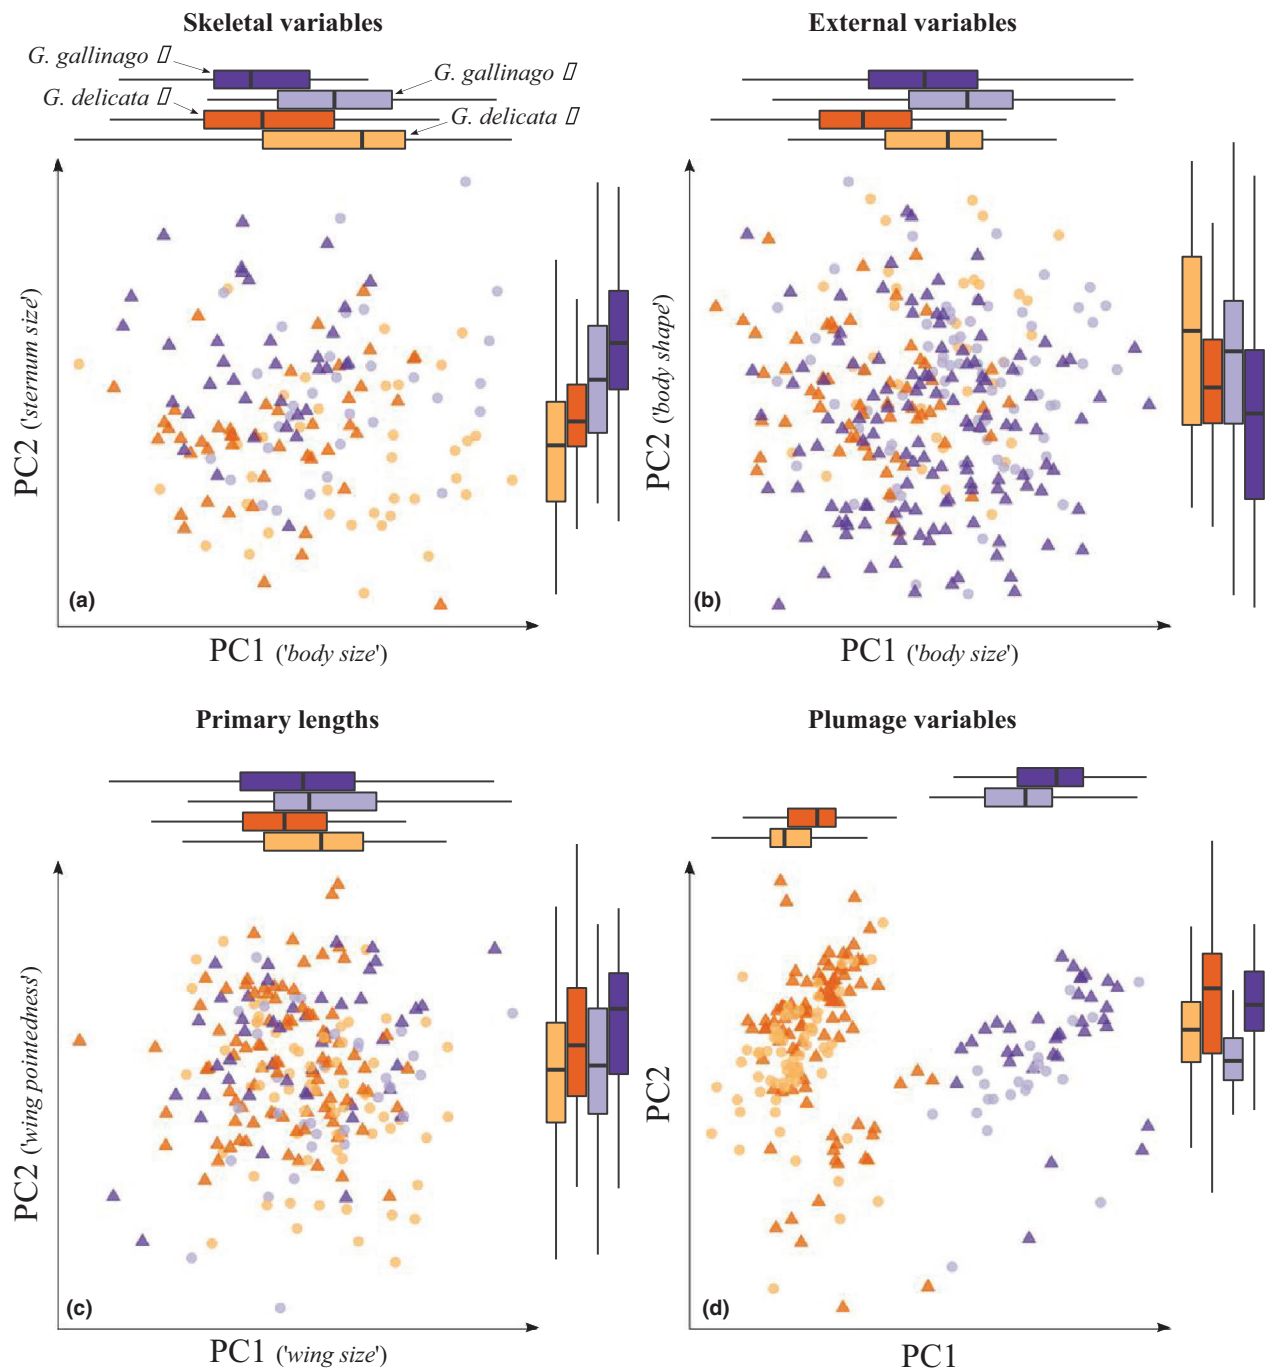 Skeletal variables
External variables
G. gallinago ▯
G. gallinago ▯
G. delicata ▯
G. delicata ▯
PC2 ('sternum size')
(a)
PC1 ('body size')
PC2 ('body shape')
(b)
PC1 ('body size')
Primary lengths
Plumage variables
PC2 ('wing pointedness')
(c)
PC1 ('wing size')
PC2
(d)
PC1